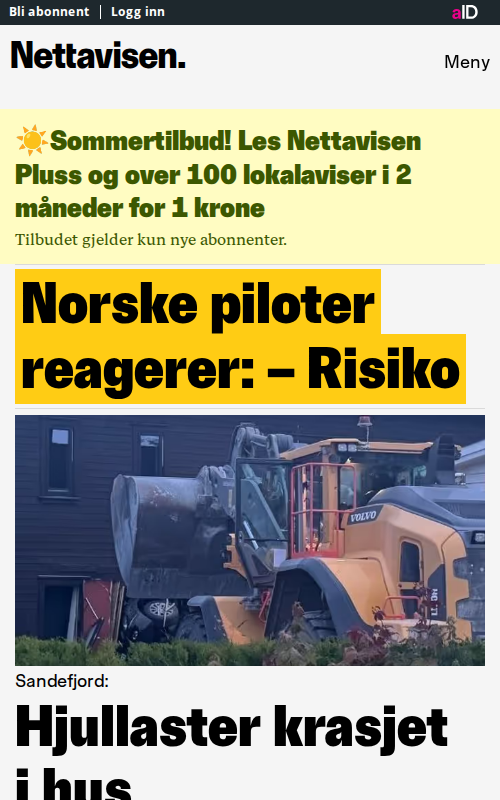 Bli abonnent
Logg inn
aID
Nettavisen.
Meny
☀️Sommertilbud! Les Nettavisen
Pluss og over 100 lokalaviser i 2
måneder for 1 krone
Tilbudet gjelder kun nye abonnenter.
Norske piloter
reagerer: – Risiko
VOLVO
Sandefjord:
Hjullaster krasjet
i hus